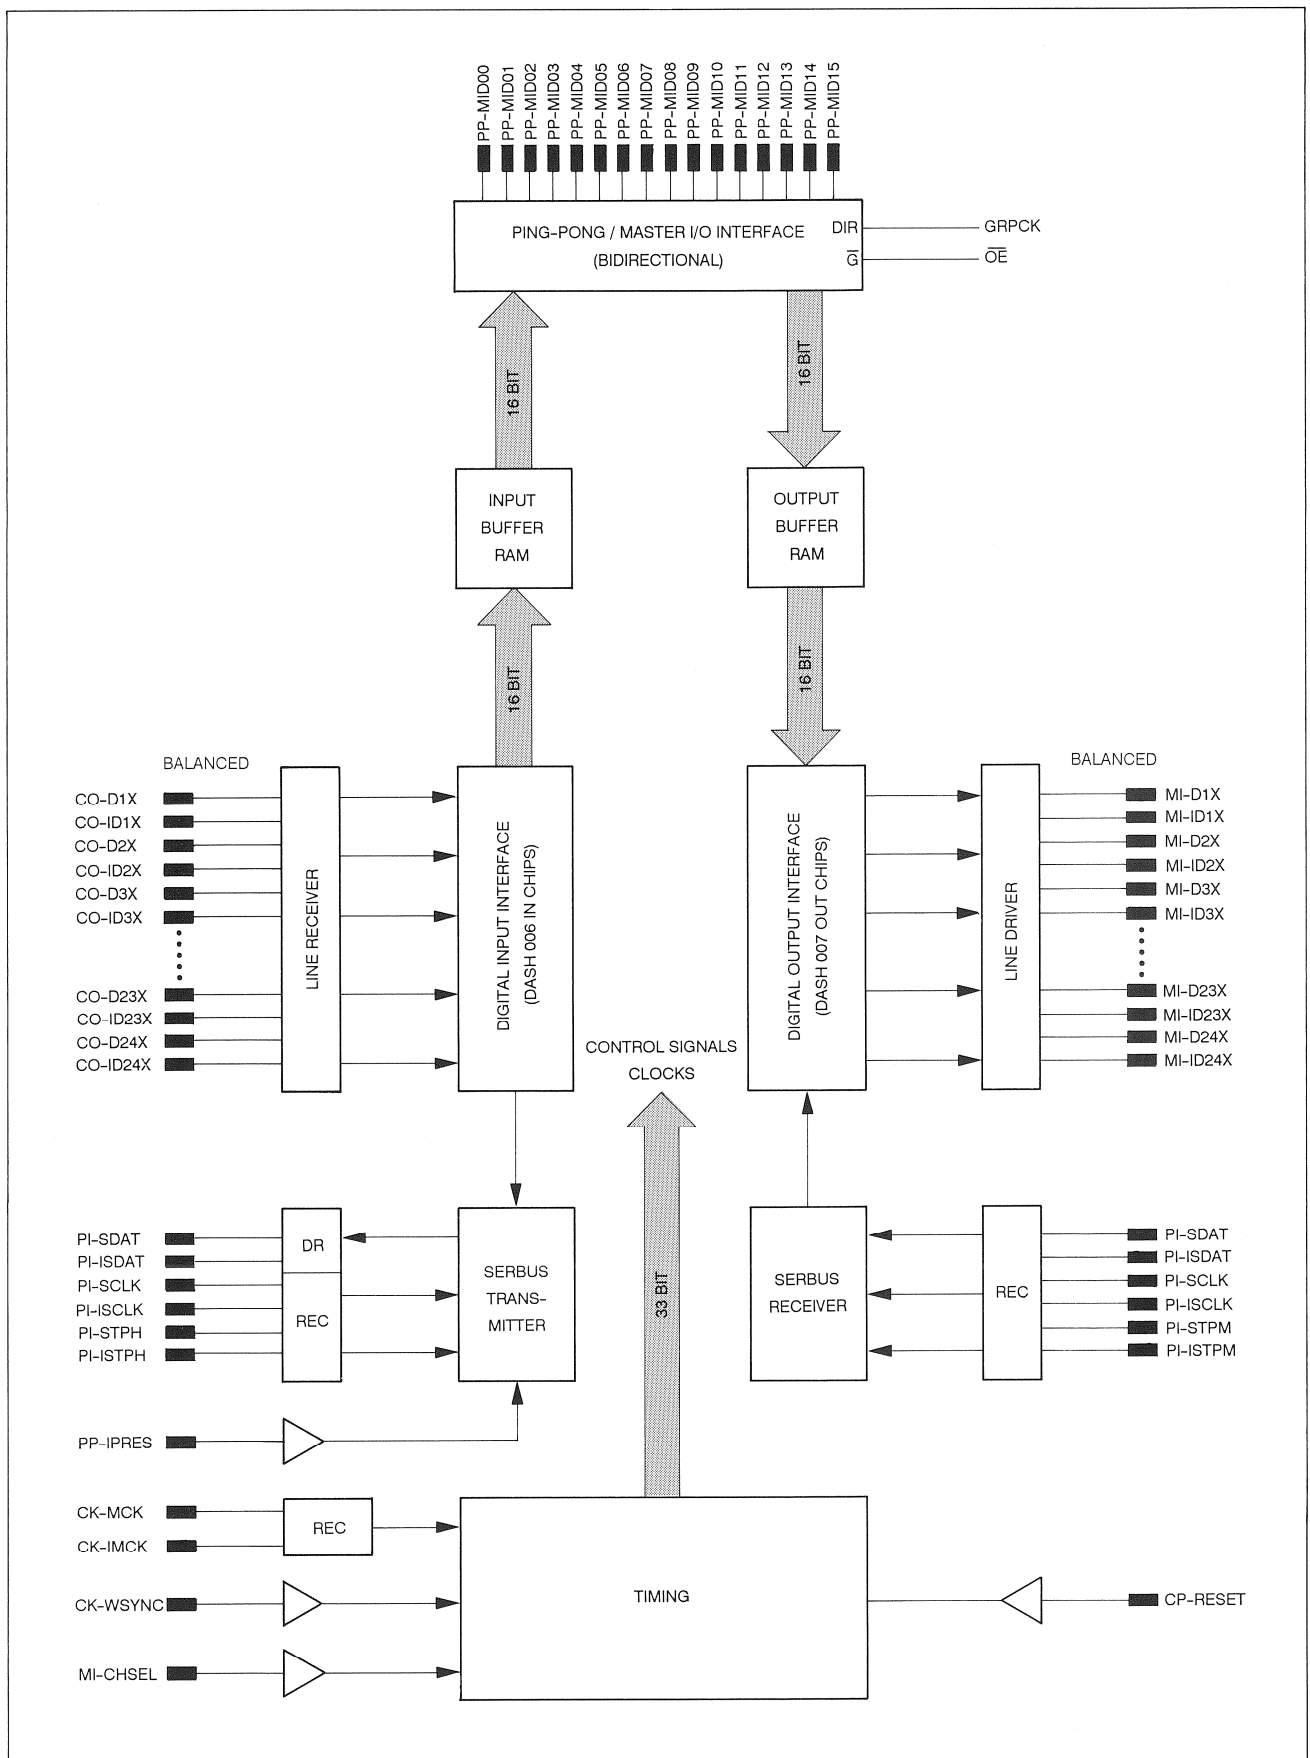 PP-MID00
PP-MID01
PP-MID02
PP-MID03
PP-MID04
PP-MID05
PP-MID06
PP-MID07
PP-MID08
PP-MID09
PP-MID10
PP-MID11
PP-MID12
PP-MID13
PP-MID14
PP-MID15
PING-PONG / MASTER I/O INTERFACE
(BIDIRECTIONAL)
DIR
G̅
GRPCK
O̅E̅
16 BIT
16 BIT
INPUT
BUFFER
RAM
OUTPUT
BUFFER
RAM
16 BIT
16 BIT
BALANCED
CO-D1X
CO-ID1X
CO-D2X
CO-ID2X
CO-D3X
CO-ID3X
CO-D23X
CO-ID23X
CO-D24X
CO-ID24X
LINE RECEIVER
DIGITAL INPUT INTERFACE
(DASH 006 IN CHIPS)
DIGITAL OUTPUT INTERFACE
(DASH 007 OUT CHIPS)
LINE DRIVER
BALANCED
MI-D1X
MI-ID1X
MI-D2X
MI-ID2X
MI-D3X
MI-ID3X
MI-D23X
MI-ID23X
MI-D24X
MI-ID24X
CONTROL SIGNALS
CLOCKS
33 BIT
PI-SDAT
PI-ISDAT
PI-SCLK
PI-ISCLK
PI-STPH
PI-ISTPH
DR
REC
SERBUS
TRANS-
MITTER
SERBUS
RECEIVER
REC
PI-SDAT
PI-ISDAT
PI-SCLK
PI-ISCLK
PI-STPM
PI-ISTPM
PP-IPRES
CK-MCK
CK-IMCK
REC
CK-WSYNC
MI-CHSEL
TIMING
CP-RESET